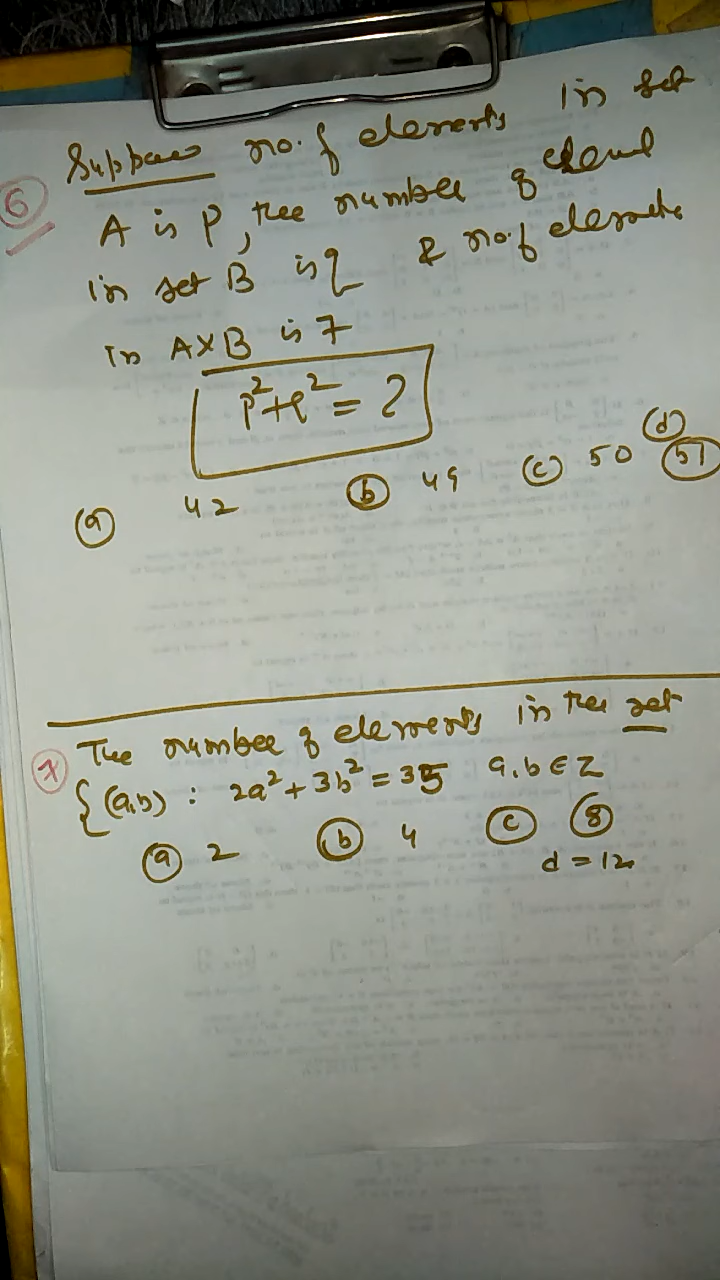 6 Suppose no. of elements in set
A is P, the number of eleml
in set B is q & no. of elements
in A×B is 7
P²+q² = ?
(a) 42 (b) 49 (c) 50 (d) 51
7 The number of elements in the set
{(a,b) : 2a²+3b² = 35 a,b ∈ Z
(a) 2 (b) 4 (c) 8
d = 12